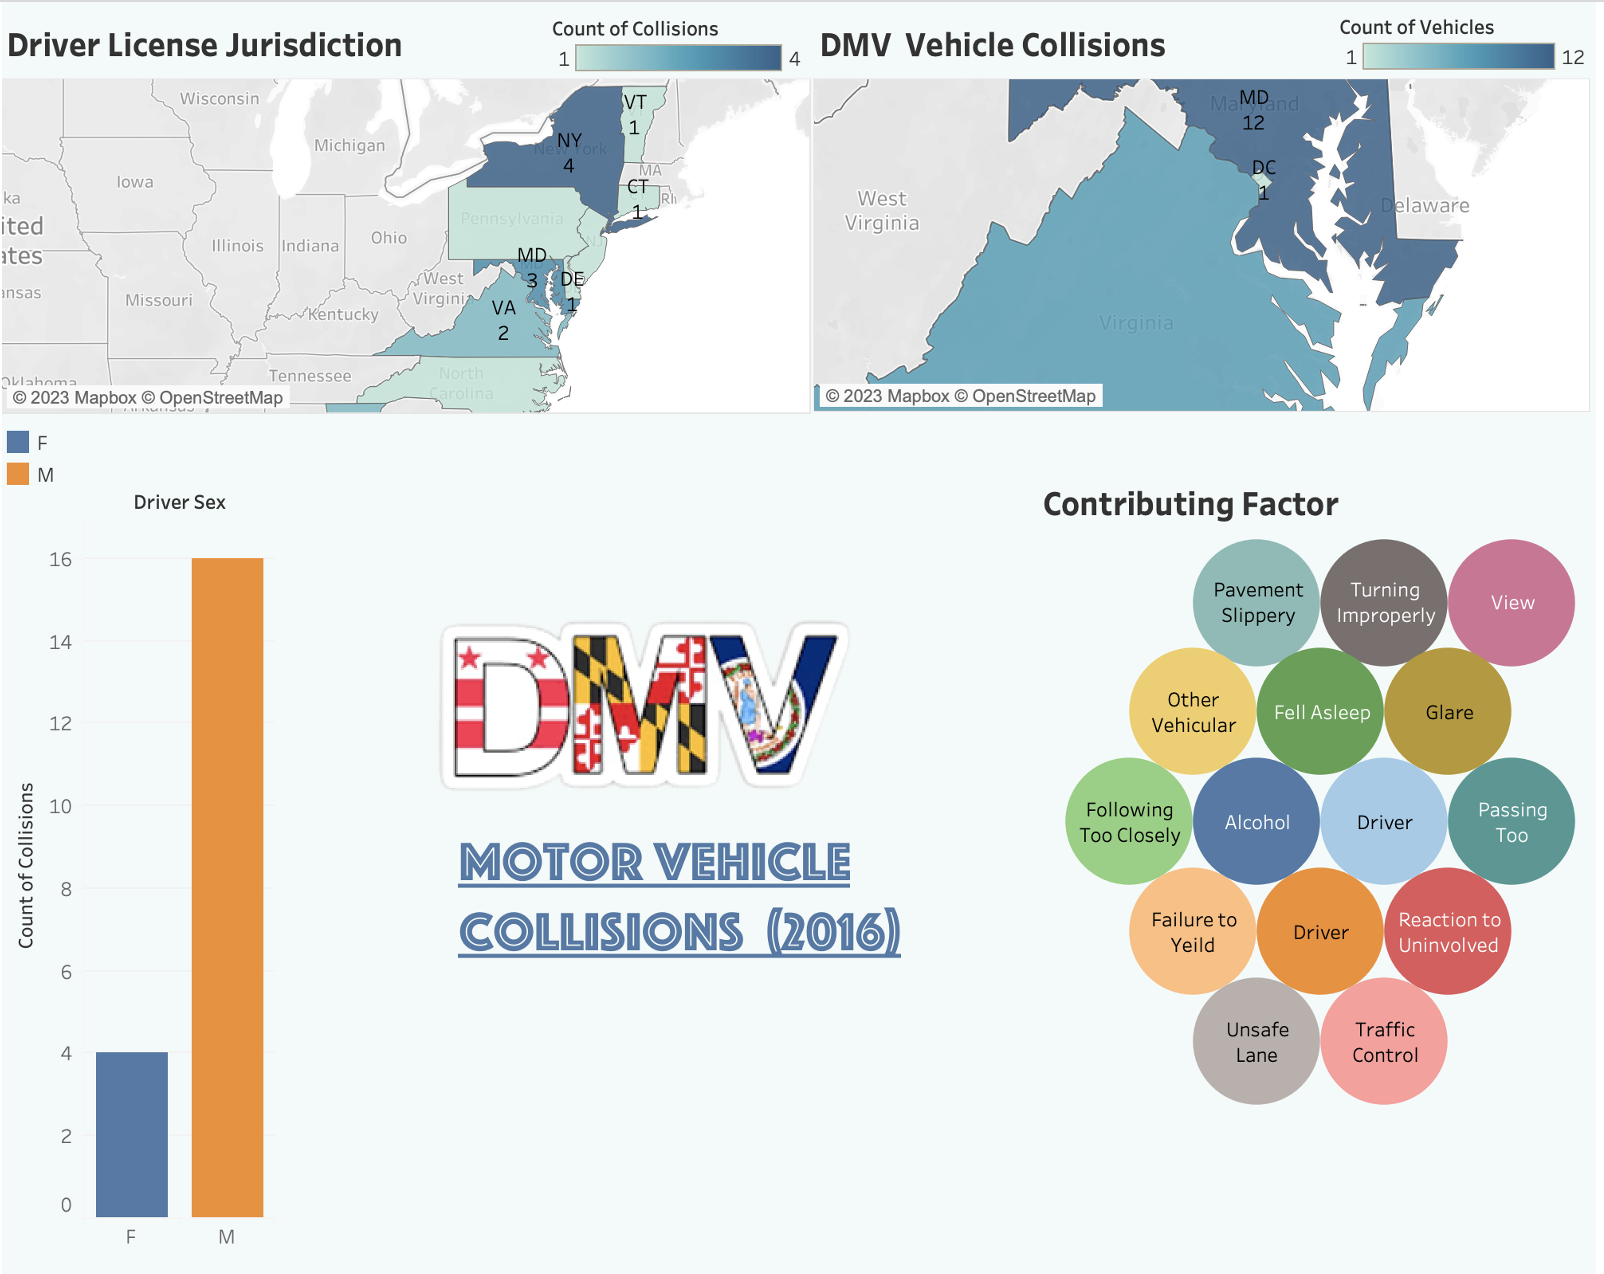 Driver License Jurisdiction
Count of Collisions
1
4
Wisconsin
VT
1
Michigan
NY
New York
4
MA
Iowa
CT
1
RI
ka
ited
ates
Pennsylvania
Illinois
Indiana
Ohio
NJ
MD
3
DE
1
West
Virginia
ansas
Missouri
VA
2
Kentucky
Tennessee
North
Carolina
Oklahoma
Arkansas
© 2023 Mapbox © OpenStreetMap
DMV Vehicle Collisions
Count of Vehicles
1
12
MD
Maryland
12
DC
1
West
Virginia
Delaware
Virginia
© 2023 Mapbox © OpenStreetMap
F
M
Driver Sex
Count of Collisions
16
14
12
10
8
6
4
2
0
F
M
DMV
MOTOR VEHICLE
COLLISIONS (2016)
Contributing Factor
Pavement
Slippery
Turning
Improperly
View
Other
Vehicular
Fell Asleep
Glare
Following
Too Closely
Alcohol
Driver
Passing
Too
Failure to
Yeild
Driver
Reaction to
Uninvolved
Unsafe
Lane
Traffic
Control